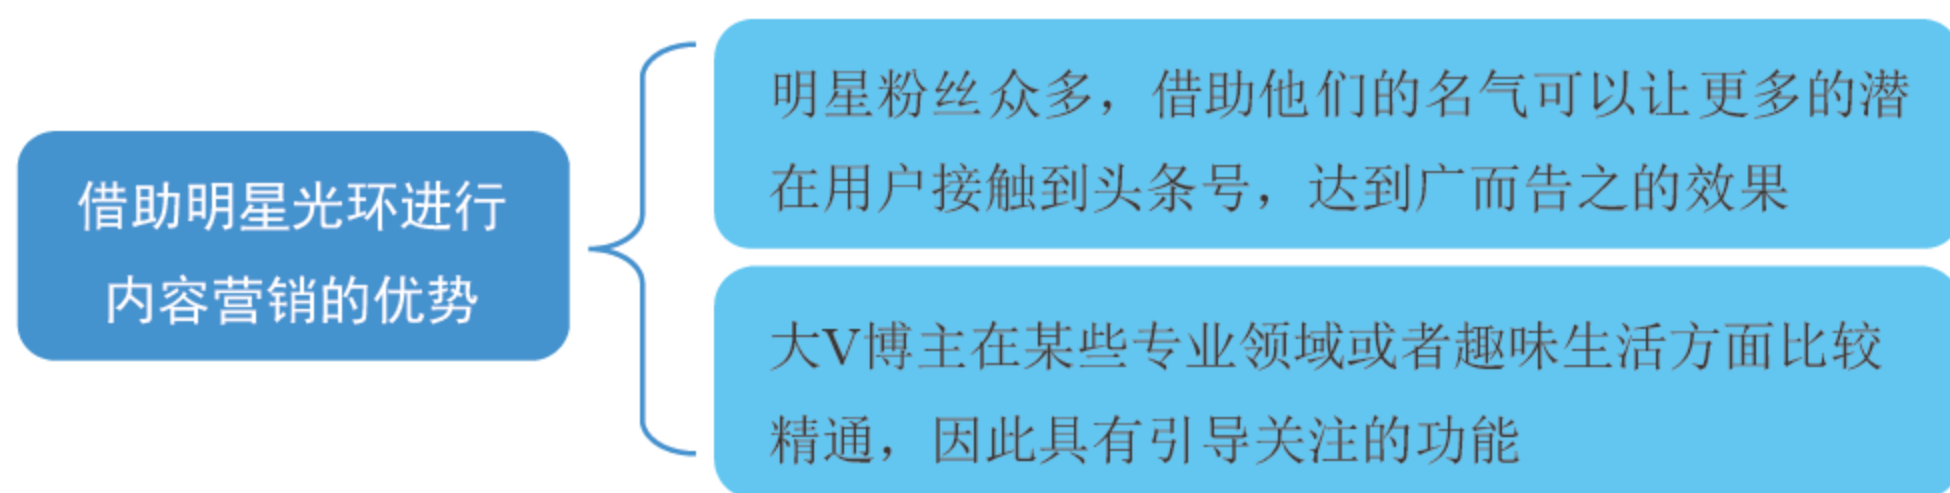 借助明星光环进行
内容营销的优势
明星粉丝众多，借助他们的名气可以让更多的潜
在用户接触到头条号，达到广而告之的效果
大V博主在某些专业领域或者趣味生活方面比较
精通，因此具有引导关注的功能